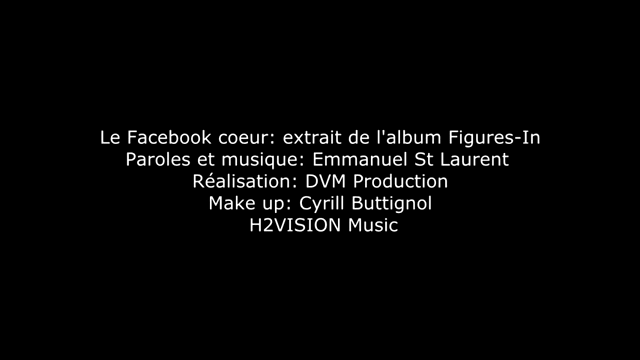 Le Facebook coeur: extrait de l'album Figures-In
Paroles et musique: Emmanuel St Laurent
Réalisation: DVM Production
Make up: Cyrill Buttignol
H2VISION Music